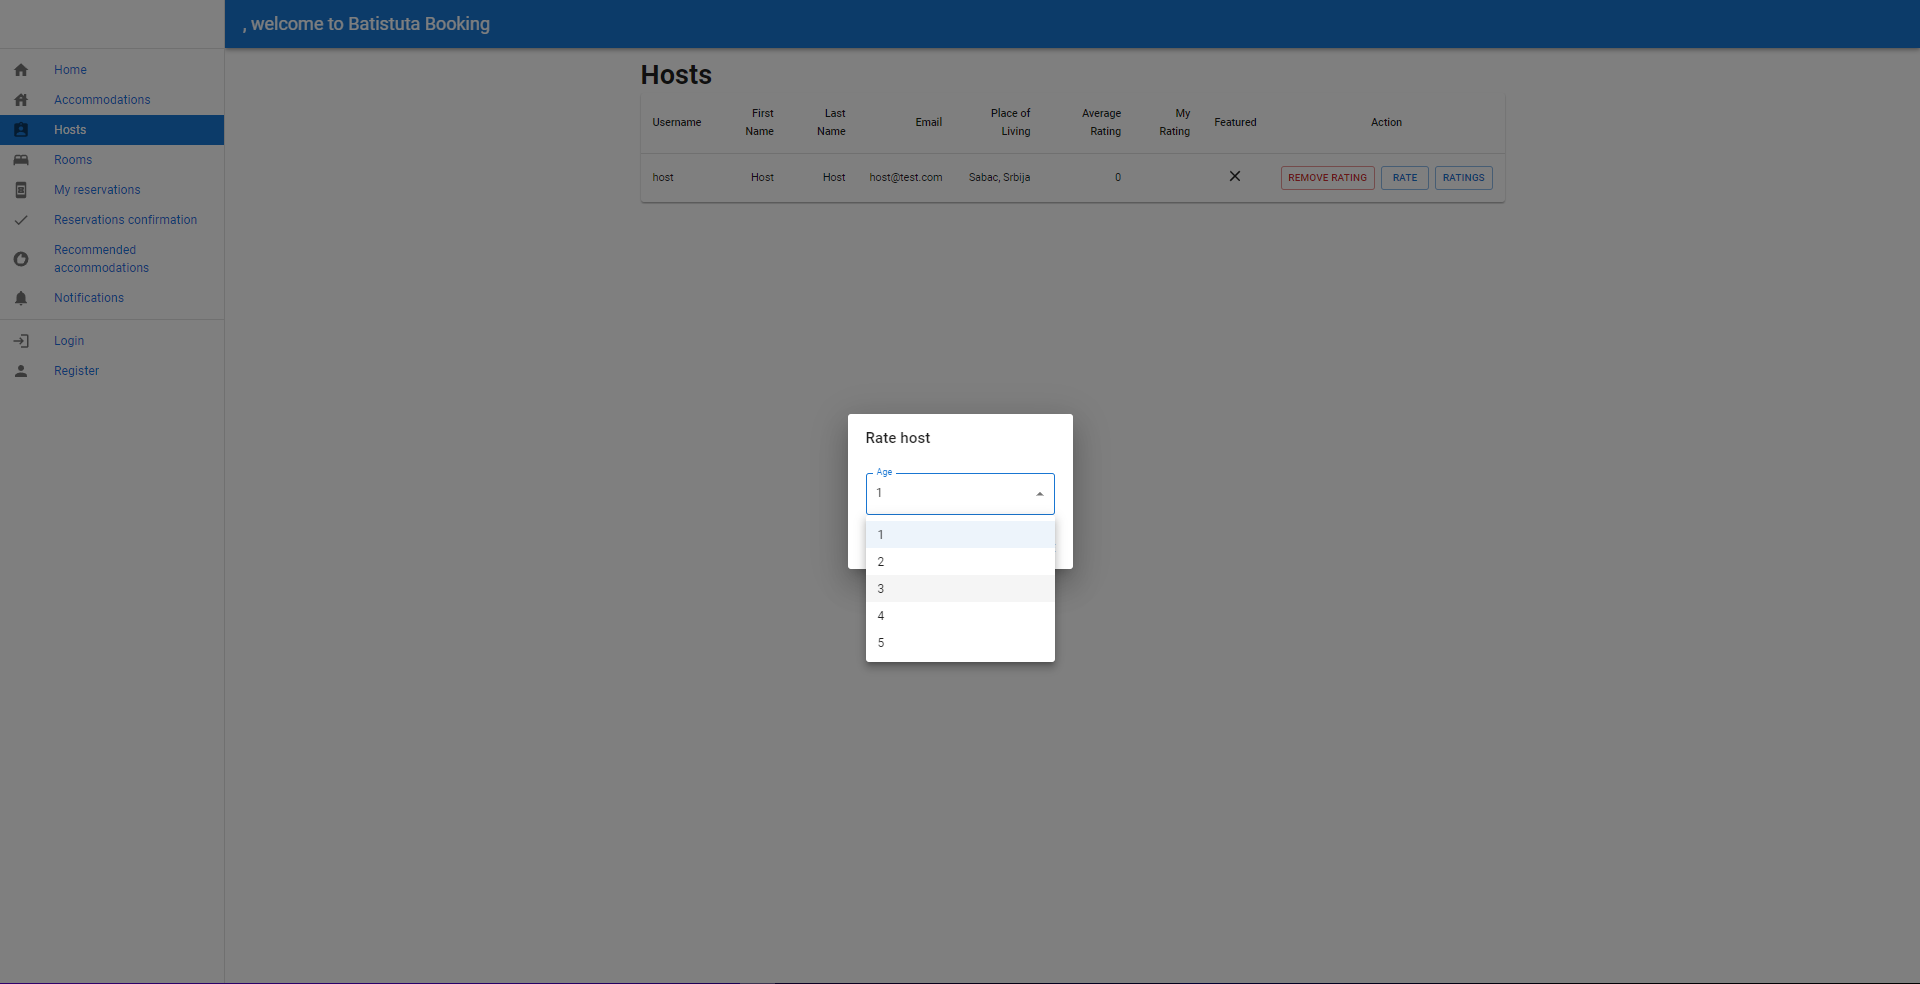 , welcome to Batistuta Booking
Home
Accommodations
Hosts
Rooms
My reservations
Reservations confirmation
Recommended
accommodations
Notifications
Login
Register
Hosts
Username First Name Last Name Email Place of Living Average Rating My Rating Featured Action
host Host Host host@test.com Sabac, Srbija 0 REMOVE RATING RATE RATINGS
Rate host
Age
1
1
2
3
4
5